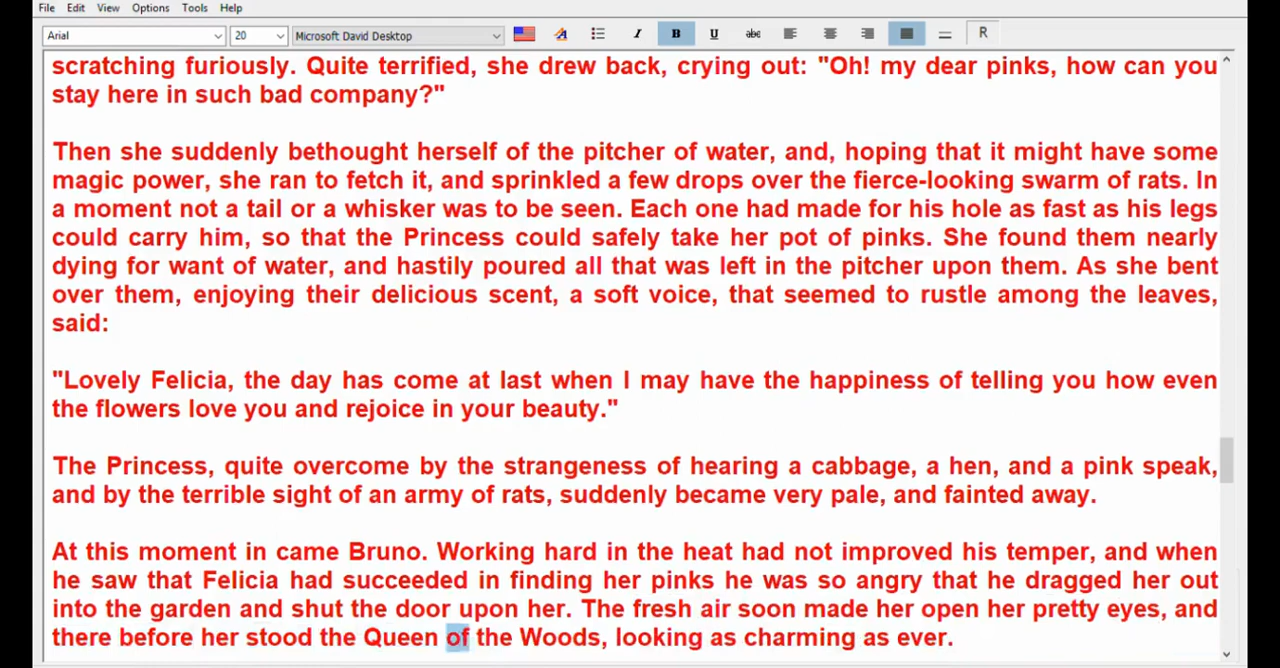 File Edit View Options Tools Help
Arial 20 Microsoft David Desktop I B U abc R
scratching furiously. Quite terrified, she drew back, crying out: "Oh! my dear pinks, how can you
stay here in such bad company?"
Then she suddenly bethought herself of the pitcher of water, and, hoping that it might have some
magic power, she ran to fetch it, and sprinkled a few drops over the fierce-looking swarm of rats. In
a moment not a tail or a whisker was to be seen. Each one had made for his hole as fast as his legs
could carry him, so that the Princess could safely take her pot of pinks. She found them nearly
dying for want of water, and hastily poured all that was left in the pitcher upon them. As she bent
over them, enjoying their delicious scent, a soft voice, that seemed to rustle among the leaves,
said:
"Lovely Felicia, the day has come at last when I may have the happiness of telling you how even
the flowers love you and rejoice in your beauty."
The Princess, quite overcome by the strangeness of hearing a cabbage, a hen, and a pink speak,
and by the terrible sight of an army of rats, suddenly became very pale, and fainted away.
At this moment in came Bruno. Working hard in the heat had not improved his temper, and when
he saw that Felicia had succeeded in finding her pinks he was so angry that he dragged her out
into the garden and shut the door upon her. The fresh air soon made her open her pretty eyes, and
there before her stood the Queen of the Woods, looking as charming as ever.